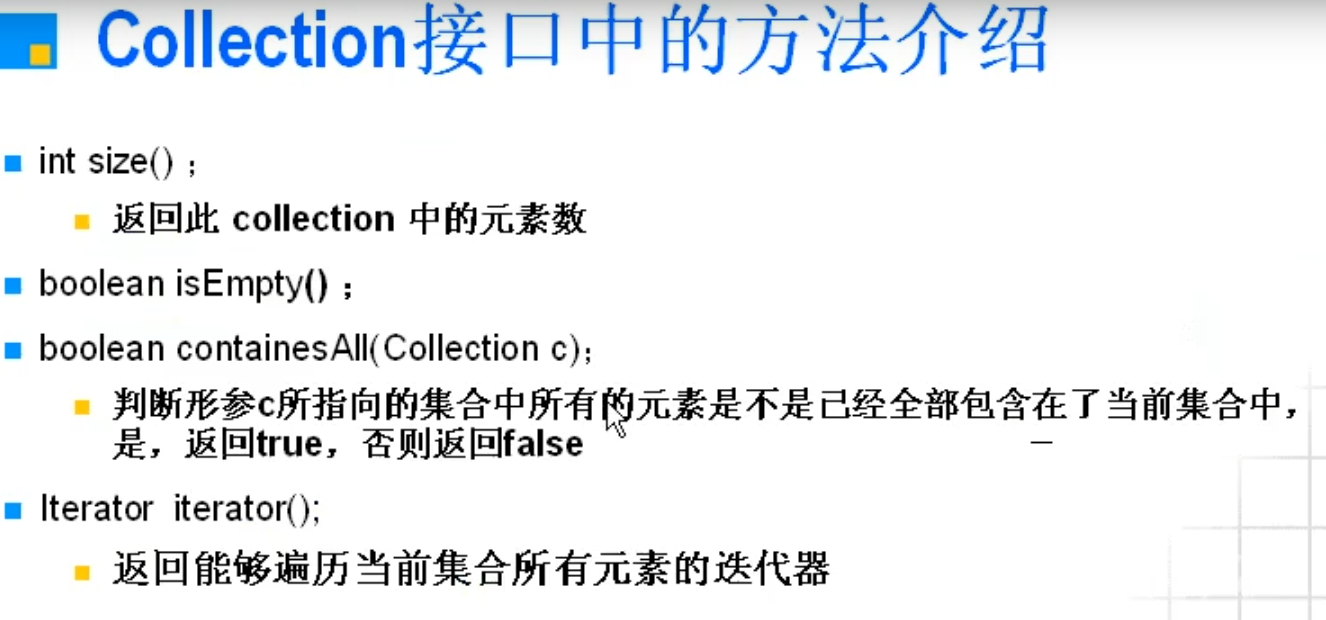 Collection接口中的方法介绍
int size() ；
返回此 collection 中的元素数
boolean isEmpty() ；
boolean containesAll(Collection c)；
判断形参c所指向的集合中所有的元素是不是已经全部包含在了当前集合中，
是，返回true，否则返回false
Iterator iterator();
返回能够遍历当前集合所有元素的迭代器